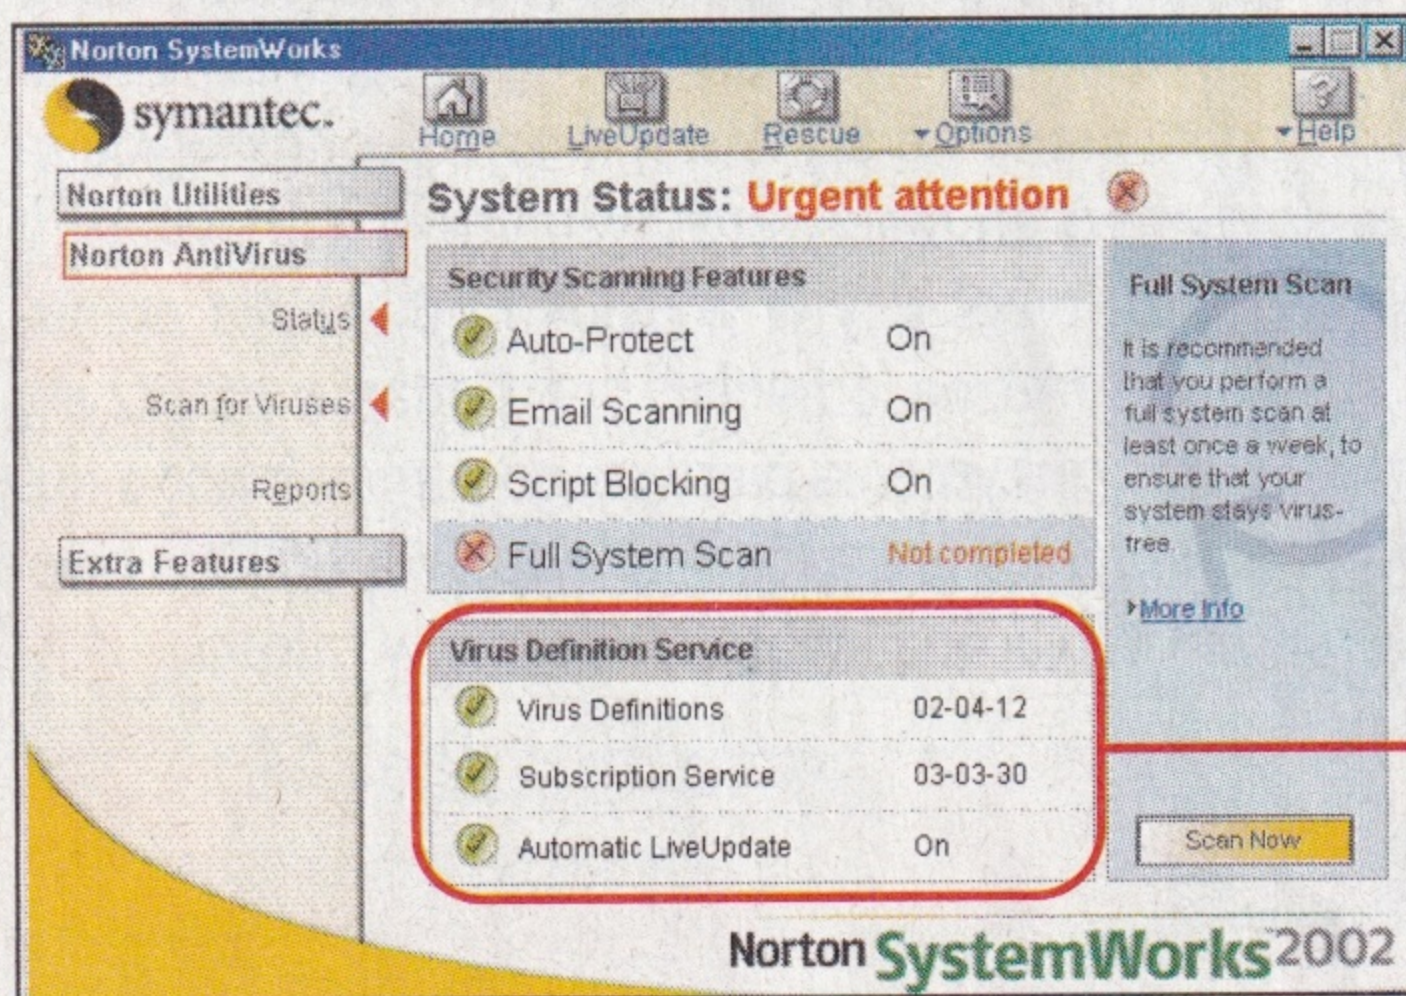 Norton SystemWorks
symantec.
Home
LiveUpdate
Rescue
Options
Help
Norton Utilities
Norton AntiVirus
Status
Scan for Viruses
Reports
Extra Features
System Status: Urgent attention
Security Scanning Features
Auto-Protect On
Email Scanning On
Script Blocking On
Full System Scan Not completed
Virus Definition Service
Virus Definitions 02-04-12
Subscription Service 03-03-30
Automatic LiveUpdate On
Full System Scan
It is recommended
that you perform a
full system scan at
least once a week, to
ensure that your
system stays virus-
free.
More Info
Scan Now
Norton SystemWorks 2002